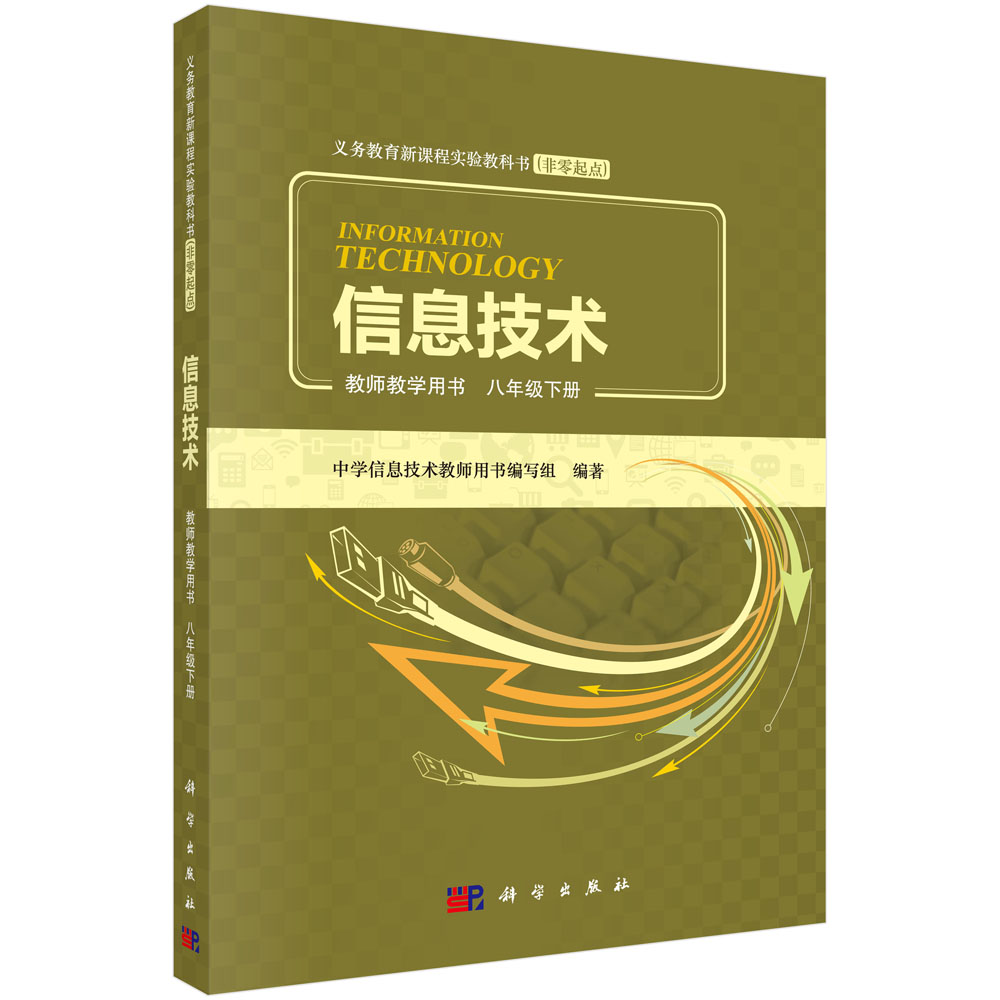 义务教育新课程实验教科书(非零起点)
INFORMATION
TECHNOLOGY
信息技术
教师教学用书 八年级下册
中学信息技术教师用书编写组 编著
科学出版社
义务教育新课程实验教科书(非零起点)
信息技术
教师教学用书 八年级下册
科学出版社